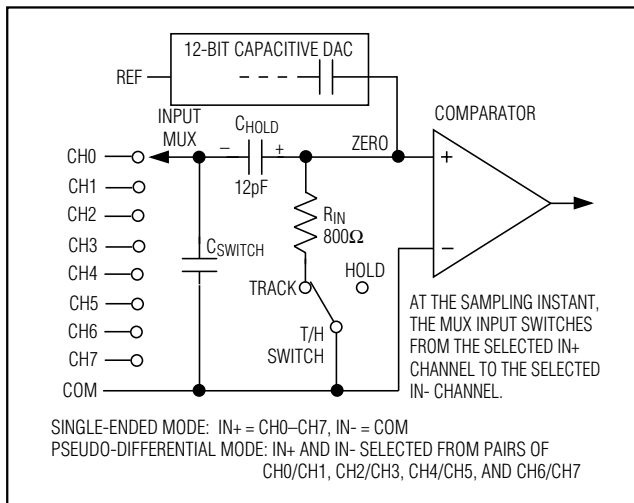 12-BIT CAPACITIVE DAC
REF
COMPARATOR
INPUT
MUX
CHOLD
ZERO
– +
+
CH0
12pF
CH1
RIN
800Ω
CH2
CH3
CSWITCH
–
HOLD
CH4
TRACK
CH5
CH6
T/H
SWITCH
CH7
COM
AT THE SAMPLING INSTANT,
THE MUX INPUT SWITCHES
FROM THE SELECTED IN+
CHANNEL TO THE SELECTED
IN- CHANNEL.
SINGLE-ENDED MODE: IN+ = CH0–CH7, IN- = COM
PSEUDO-DIFFERENTIAL MODE: IN+ AND IN- SELECTED FROM PAIRS OF
CH0/CH1, CH2/CH3, CH4/CH5, AND CH6/CH7